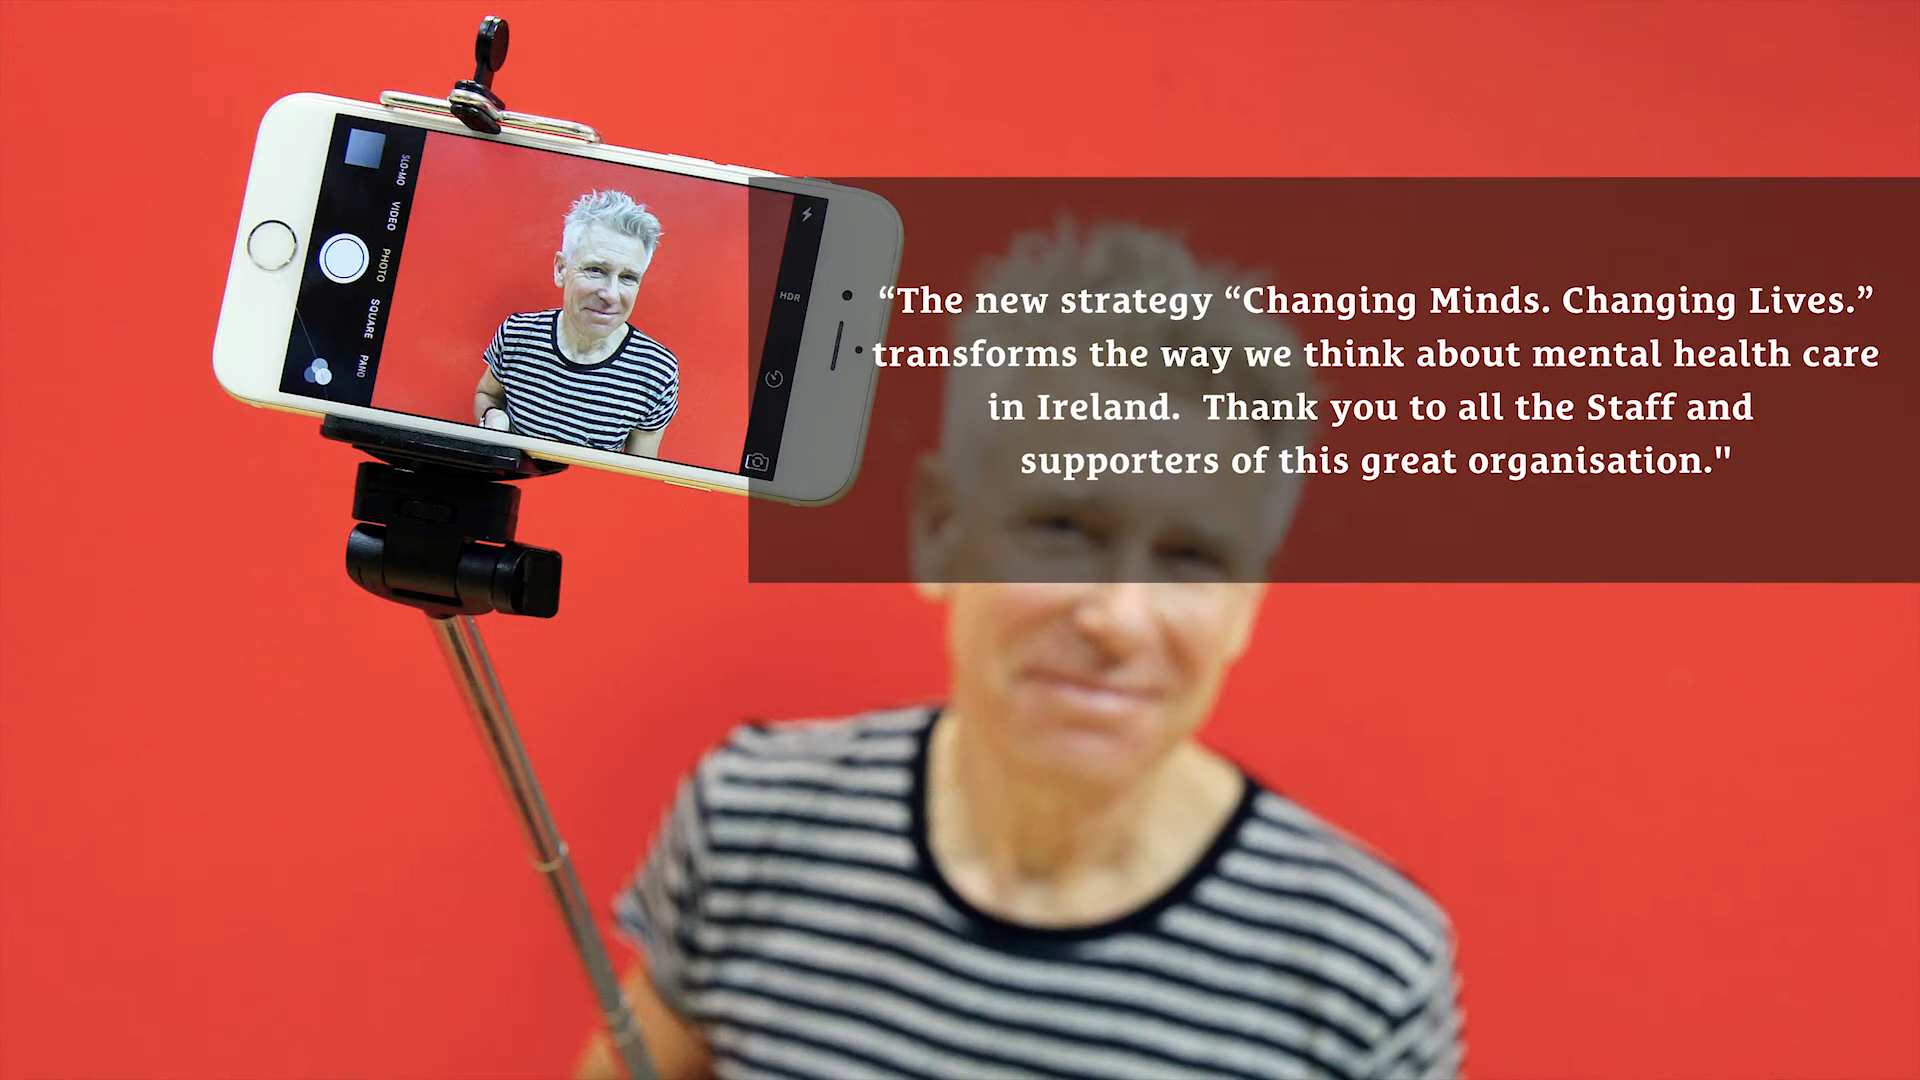 SLO-MO
VIDEO
PHOTO
SQUARE
PANO
HDR
“The new strategy “Changing Minds. Changing Lives.”
transforms the way we think about mental health care
in Ireland.  Thank you to all the Staff and
supporters of this great organisation."